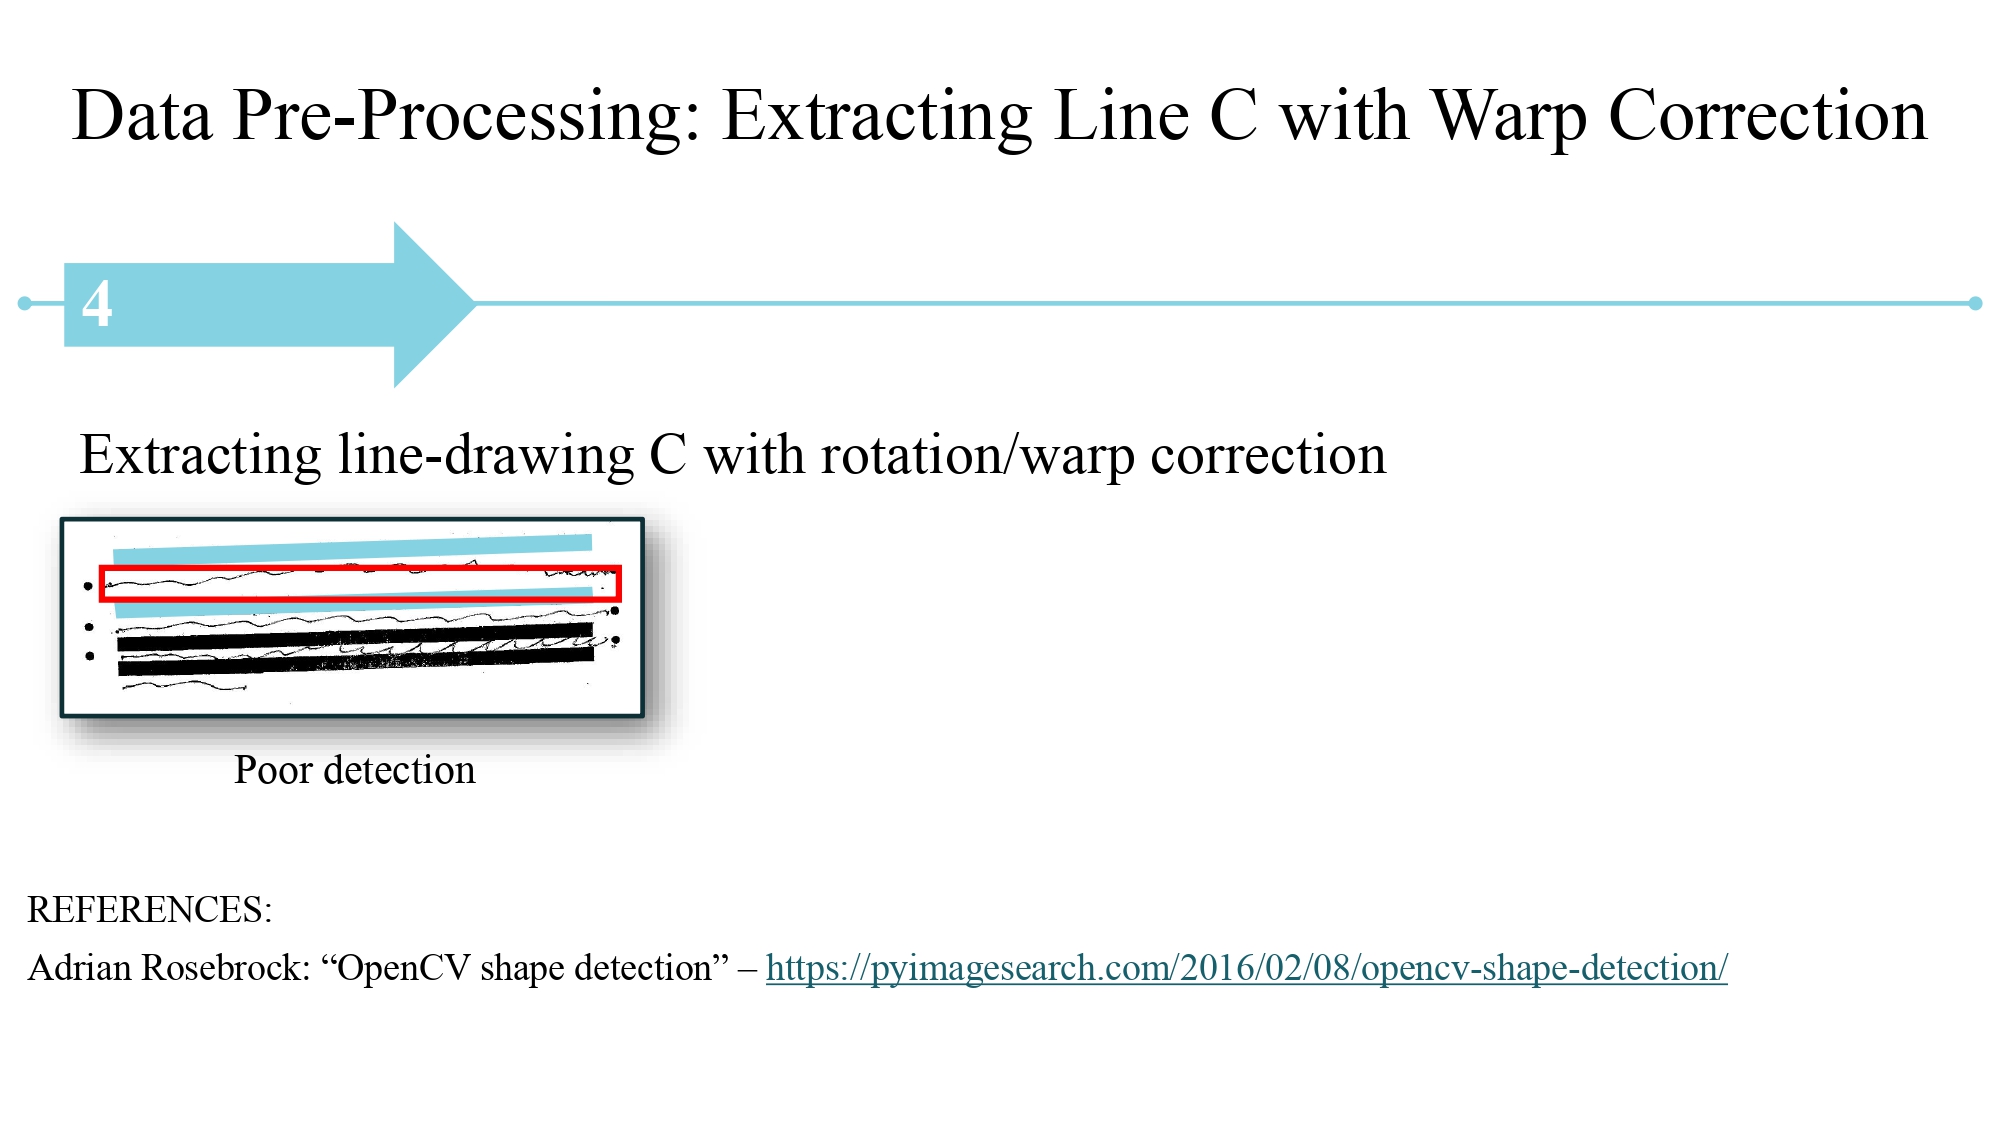 Data Pre-Processing: Extracting Line C with Warp Correction
4
Extracting line-drawing C with rotation/warp correction
Poor detection
REFERENCES:
Adrian Rosebrock: “OpenCV shape detection” – https://pyimagesearch.com/2016/02/08/opencv-shape-detection/